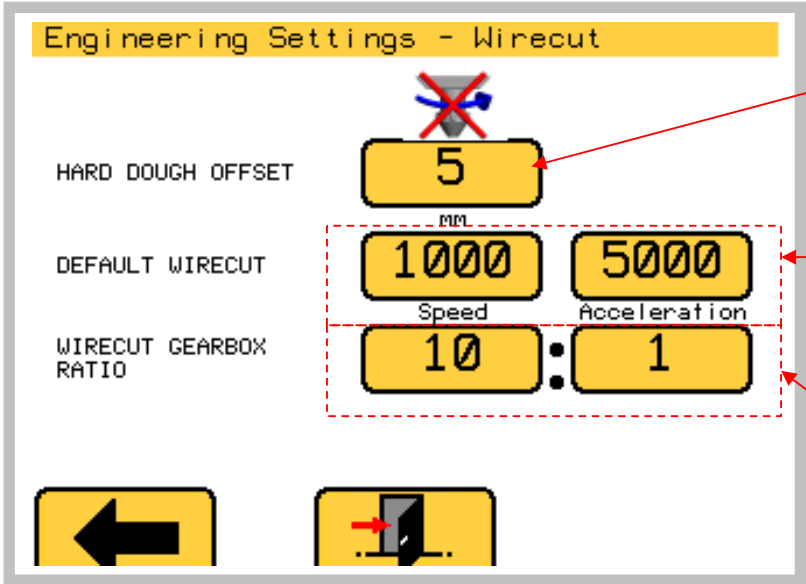 Engineering Settings - Wirecut
HARD DOUGH OFFSET
5
MM
DEFAULT WIRECUT
1000
5000
Speed
Acceleration
WIRECUT GEARBOX
RATIO
10
:
1